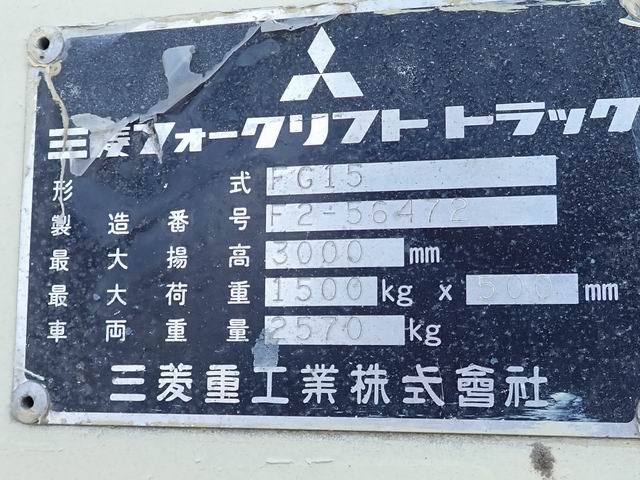 三菱フォークリフトトラック
形式 FG15
製造番号 F2-56472
最大揚高 3000 mm
最大荷重 1500 kg x 500 mm
車両重量 2570 kg
三菱重工業株式會社